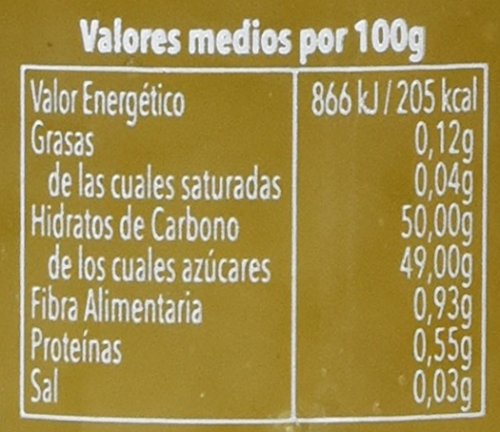 Valores medios por 100g
Valor Energético 866 kJ / 205 kcal
Grasas 0,12g
de las cuales saturadas 0,04g
Hidratos de Carbono 50,00g
de los cuales azúcares 49,00g
Fibra Alimentaria 0,93g
Proteínas 0,55g
Sal 0,03g